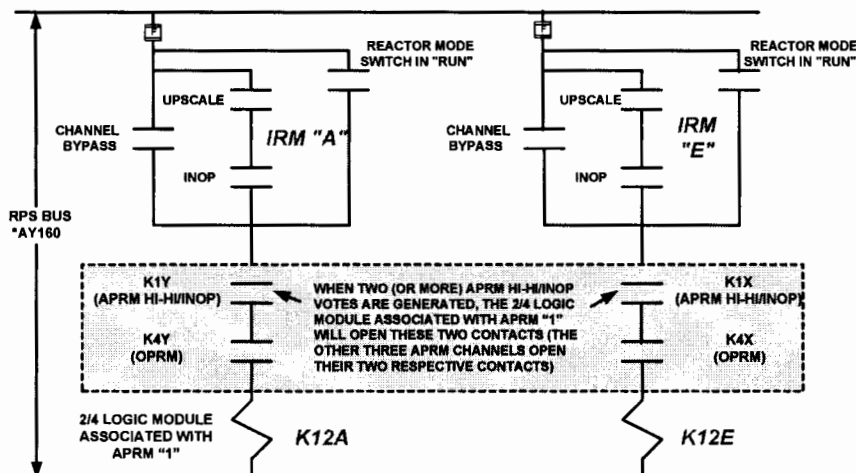 F
F
REACTOR MODE
SWITCH IN "RUN"
REACTOR MODE
SWITCH IN "RUN"
UPSCALE
UPSCALE
CHANNEL
BYPASS
IRM "A"
CHANNEL
BYPASS
IRM
"E"
INOP
INOP
RPS BUS
"AY160
K1Y
(APRM HI-HI/INOP)
WHEN TWO (OR MORE) APRM HI-HI/INOP
VOTES ARE GENERATED, THE 2/4 LOGIC
MODULE ASSOCIATED WITH APRM "1"
WILL OPEN THESE TWO CONTACTS (THE
OTHER THREE APRM CHANNELS OPEN
THEIR TWO RESPECTIVE CONTACTS)
K1X
(APRM HI-HI/INOP)
K4Y
(OPRM)
K4X
(OPRM)
2/4 LOGIC MODULE
ASSOCIATED WITH
APRM "1"
K12A
K12E